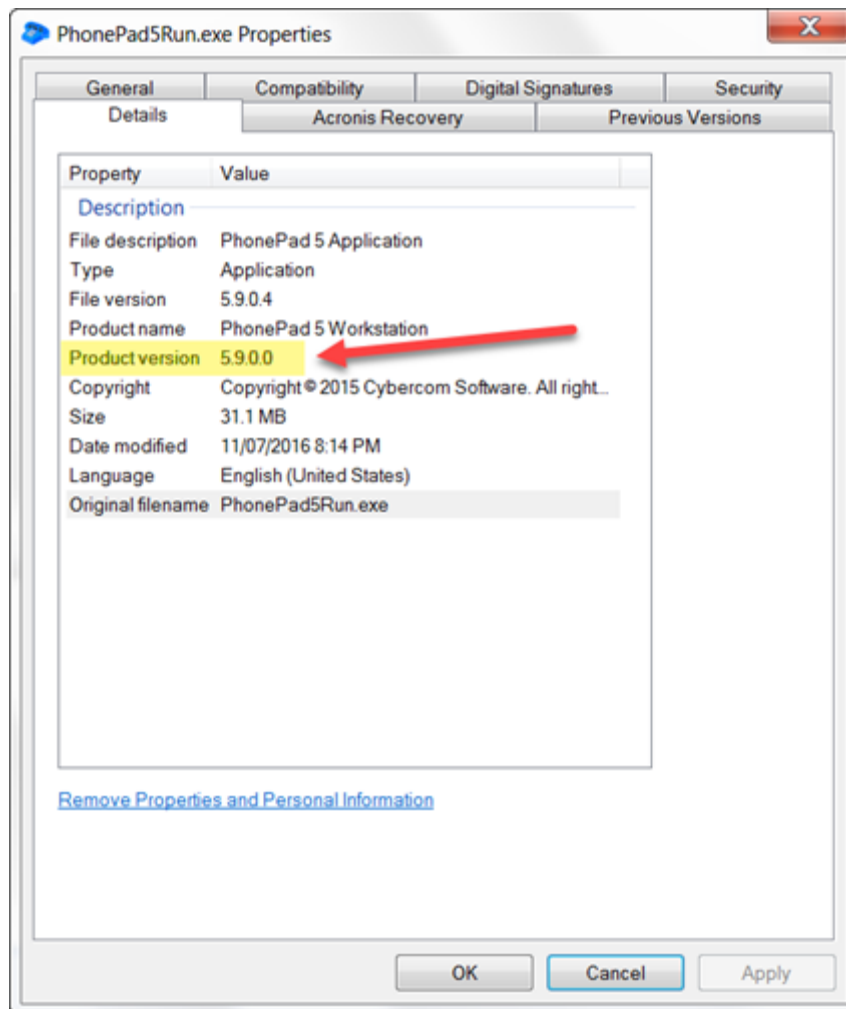 PhonePad5Run.exe Properties
General Compatibility Digital Signatures Security
Details Acronis Recovery Previous Versions
Property Value
Description
File description PhonePad 5 Application
Type Application
File version 5.9.0.4
Product name PhonePad 5 Workstation
Product version 5.9.0.0
Copyright Copyright © 2015 Cybercom Software. All right...
Size 31.1 MB
Date modified 11/07/2016 8:14 PM
Language English (United States)
Original filename PhonePad5Run.exe
Remove Properties and Personal Information
OK Cancel Apply